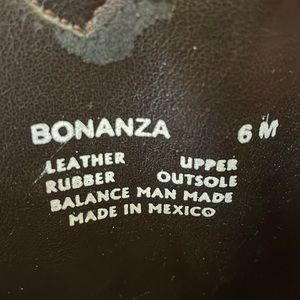 BONANZA 6 M
LEATHER UPPER
RUBBER OUTSOLE
BALANCE MAN MADE
MADE IN MEXICO